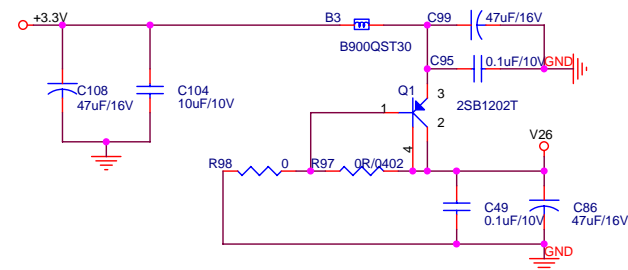 +3.3V
B3
C99
47uF/16V
B900QST30
C95
0.1uF/10V
GND
C108
47uF/16V
C104
10uF/10V
Q1
3
1
2SB1202T
2
4
V26
R98
0
R97
0R/0402
C49
0.1uF/10V
C86
47uF/16V
GND